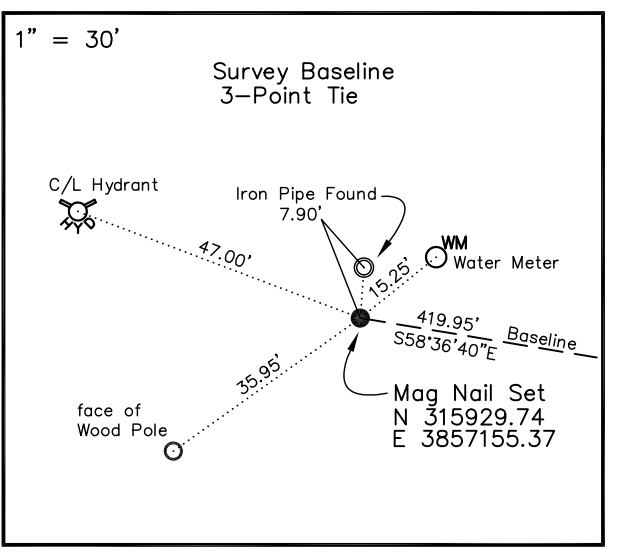 1" = 30'
Survey Baseline
3-Point Tie
C/L Hydrant
HYD
Iron Pipe Found
7.90'
WM
Water Meter
47.00'
15.25'
419.95'
S58°36'40"E
Baseline
35.95'
Mag Nail Set
N 315929.74
E 3857155.37
face of
Wood Pole